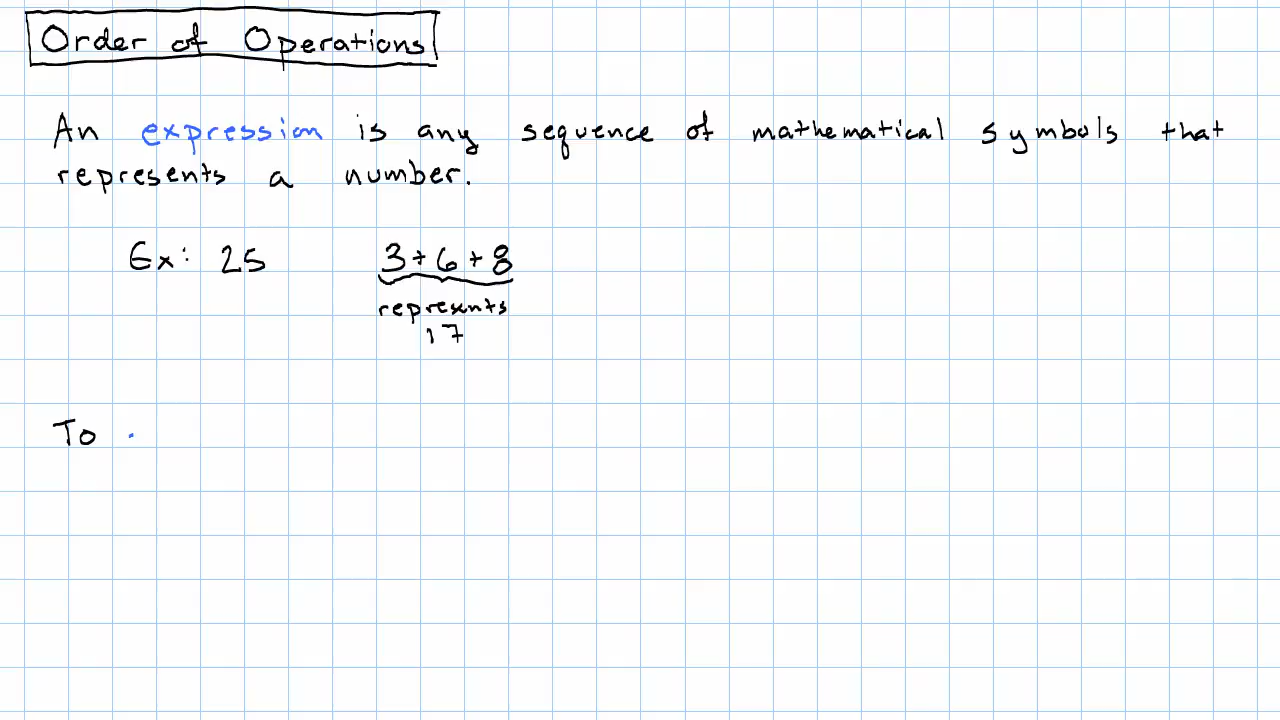 Order of Operations
An expression is any sequence of mathematical symbols that
represents a number.
Ex: 25 3+6+8
represents
17
To